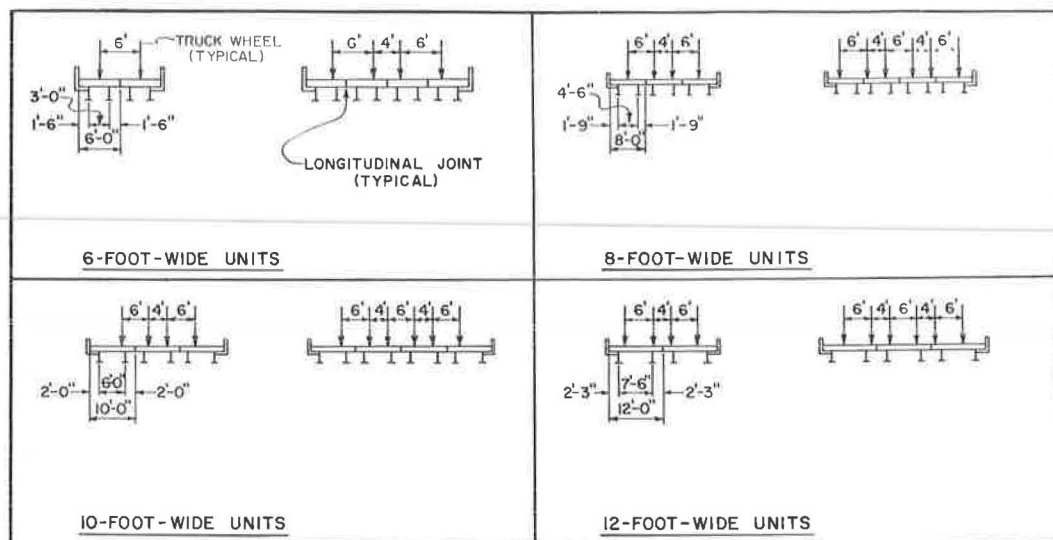 6'
TRUCK WHEEL
(TYPICAL)
3'-0"
1'-6"
1'-6"
6'-0"
6' 4' 6'
LONGITUDINAL JOINT
(TYPICAL)
6-FOOT-WIDE UNITS
6' 4' 6'
4'-6"
1'-9"
1'-9"
8'-0"
6' 4' 6' 4' 6'
8-FOOT-WIDE UNITS
6' 4' 6'
2'-0"
6'-0"
2'-0"
10'-0"
6' 4' 6' 4' 6'
10-FOOT-WIDE UNITS
6' 4' 6'
2'-3"
7'-6"
2'-3"
12'-0"
6' 4' 6' 4' 6'
12-FOOT-WIDE UNITS